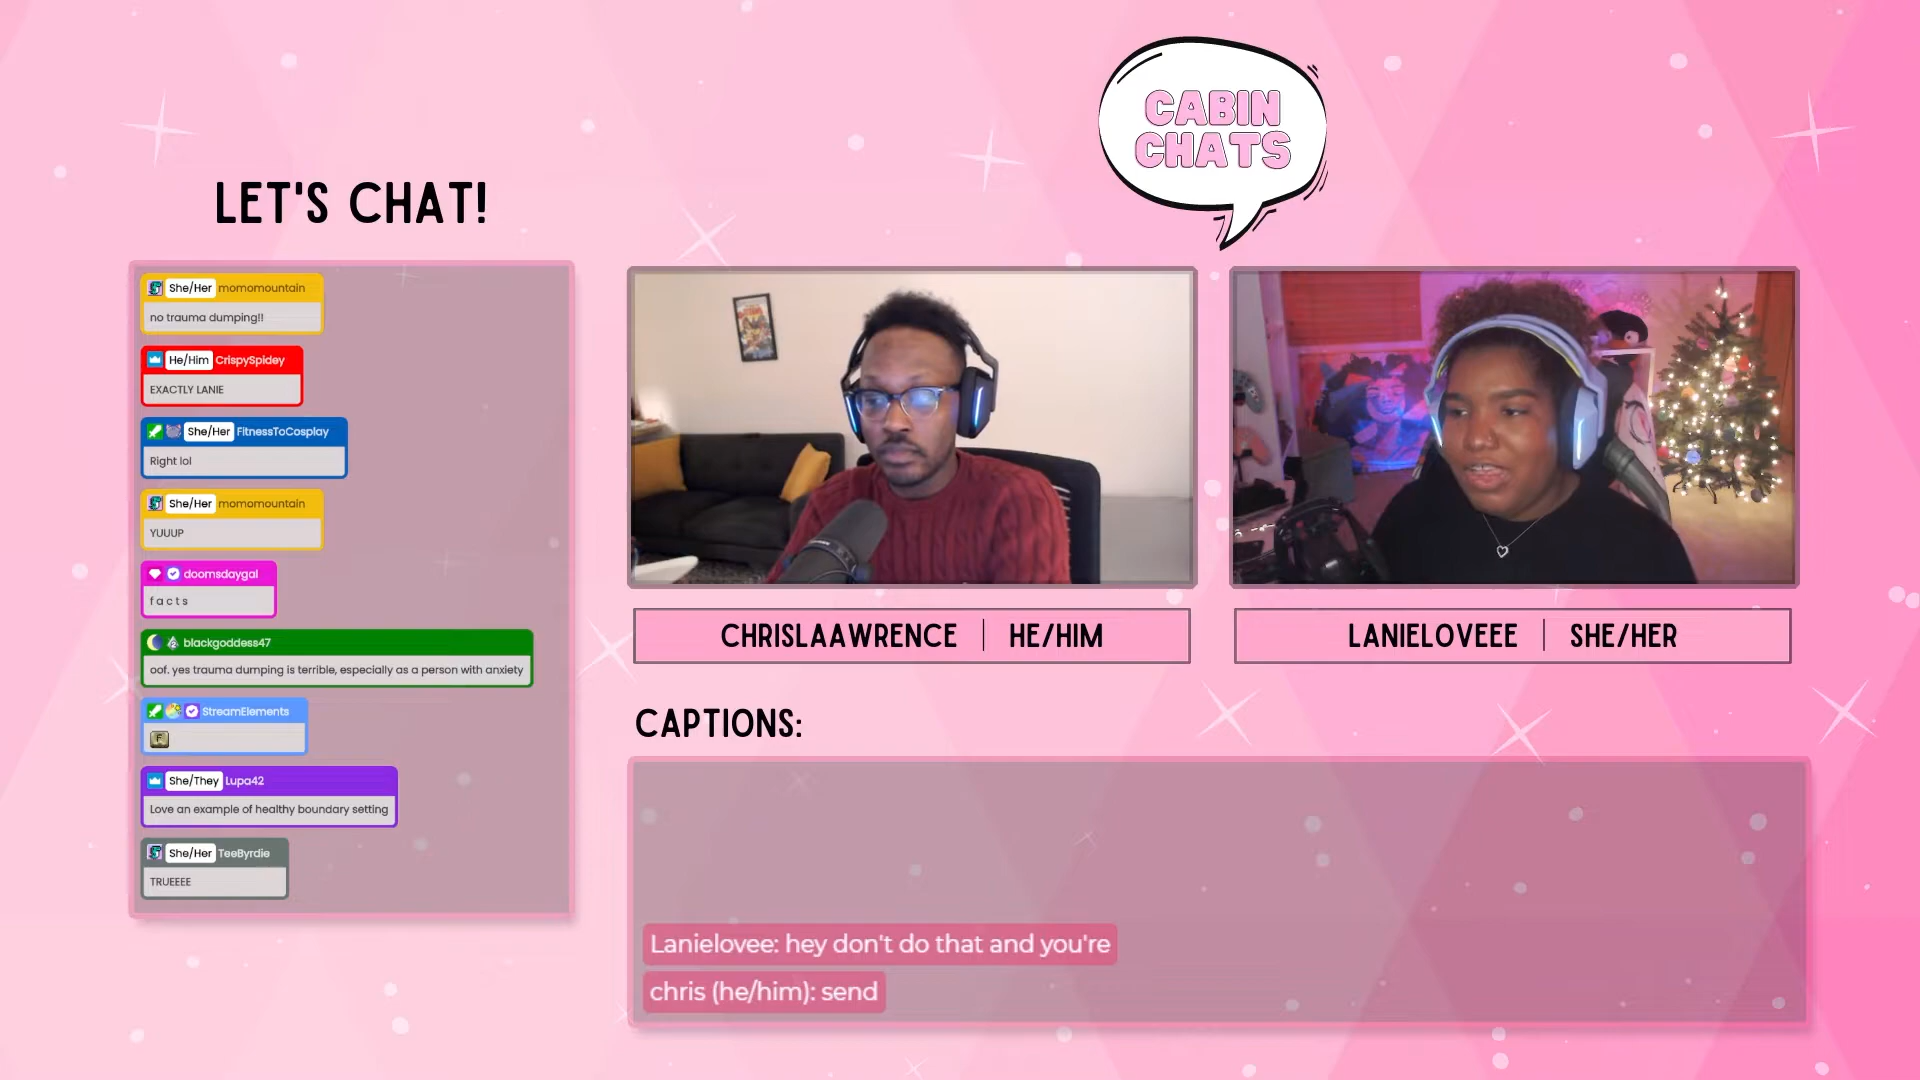 CABIN
CHATS
LET'S CHAT!
She/Her momomountain
no trauma dumping!!
He/Him CrispySpidey
EXACTLY LANIE
She/Her FitnessToCosplay
Right lol
She/Her momomountain
YUUUP
doomsdaygal
f a c t s
blackgoddess47
oof. yes trauma dumping is terrible, especially as a person with anxiety
StreamElements
F
She/They Lupa42
Love an example of healthy boundary setting
She/Her TeeByrdie
TRUEEEE
CHRISLAAWRENCE | HE/HIM
LANIELOVEEE | SHE/HER
CAPTIONS:
Lanielovee: hey don't do that and you're
chris (he/him): send